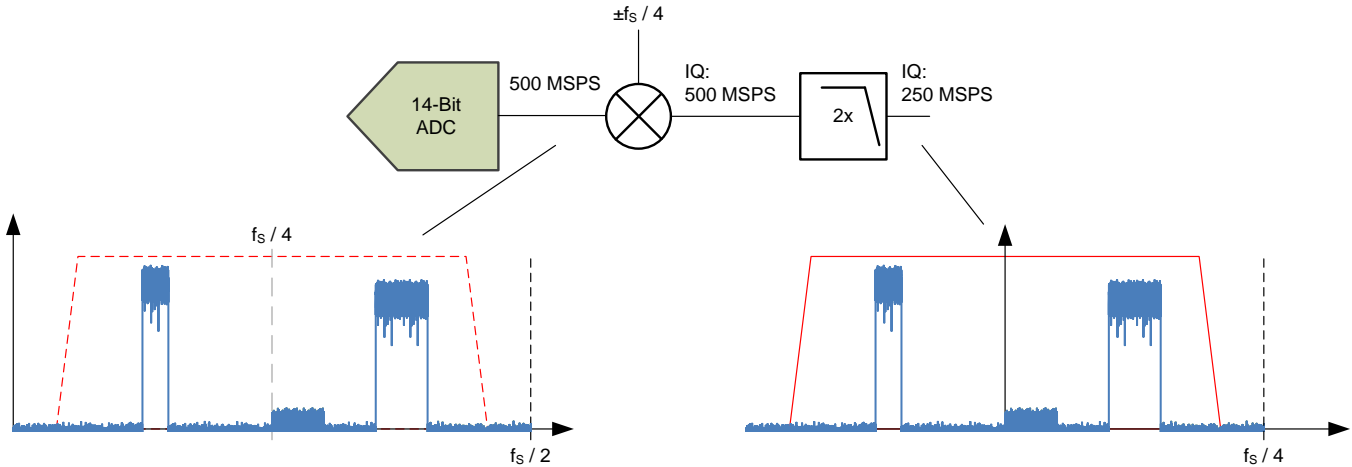 ±fS / 4
14-Bit
ADC
500 MSPS
IQ:
500 MSPS
2x
IQ:
250 MSPS
fS / 4
fS / 2
fS / 4